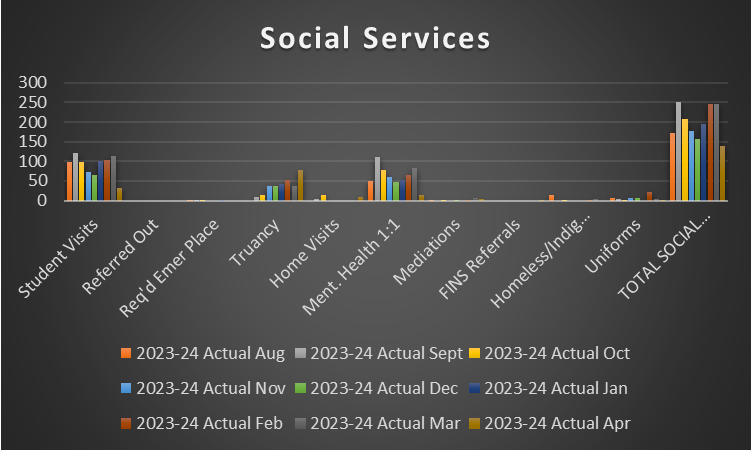 Social Services
300
250
200
150
100
50
0
Student Visits
Referred Out
Req'd Emer Place
Truancy
Home Visits
Ment. Health 1:1
Mediations
FINS Referrals
Homeless/Indig...
Uniforms
TOTAL SOCIAL...
2023-24 Actual Aug 2023-24 Actual Sept 2023-24 Actual Oct
2023-24 Actual Nov 2023-24 Actual Dec 2023-24 Actual Jan
2023-24 Actual Feb 2023-24 Actual Mar 2023-24 Actual Apr